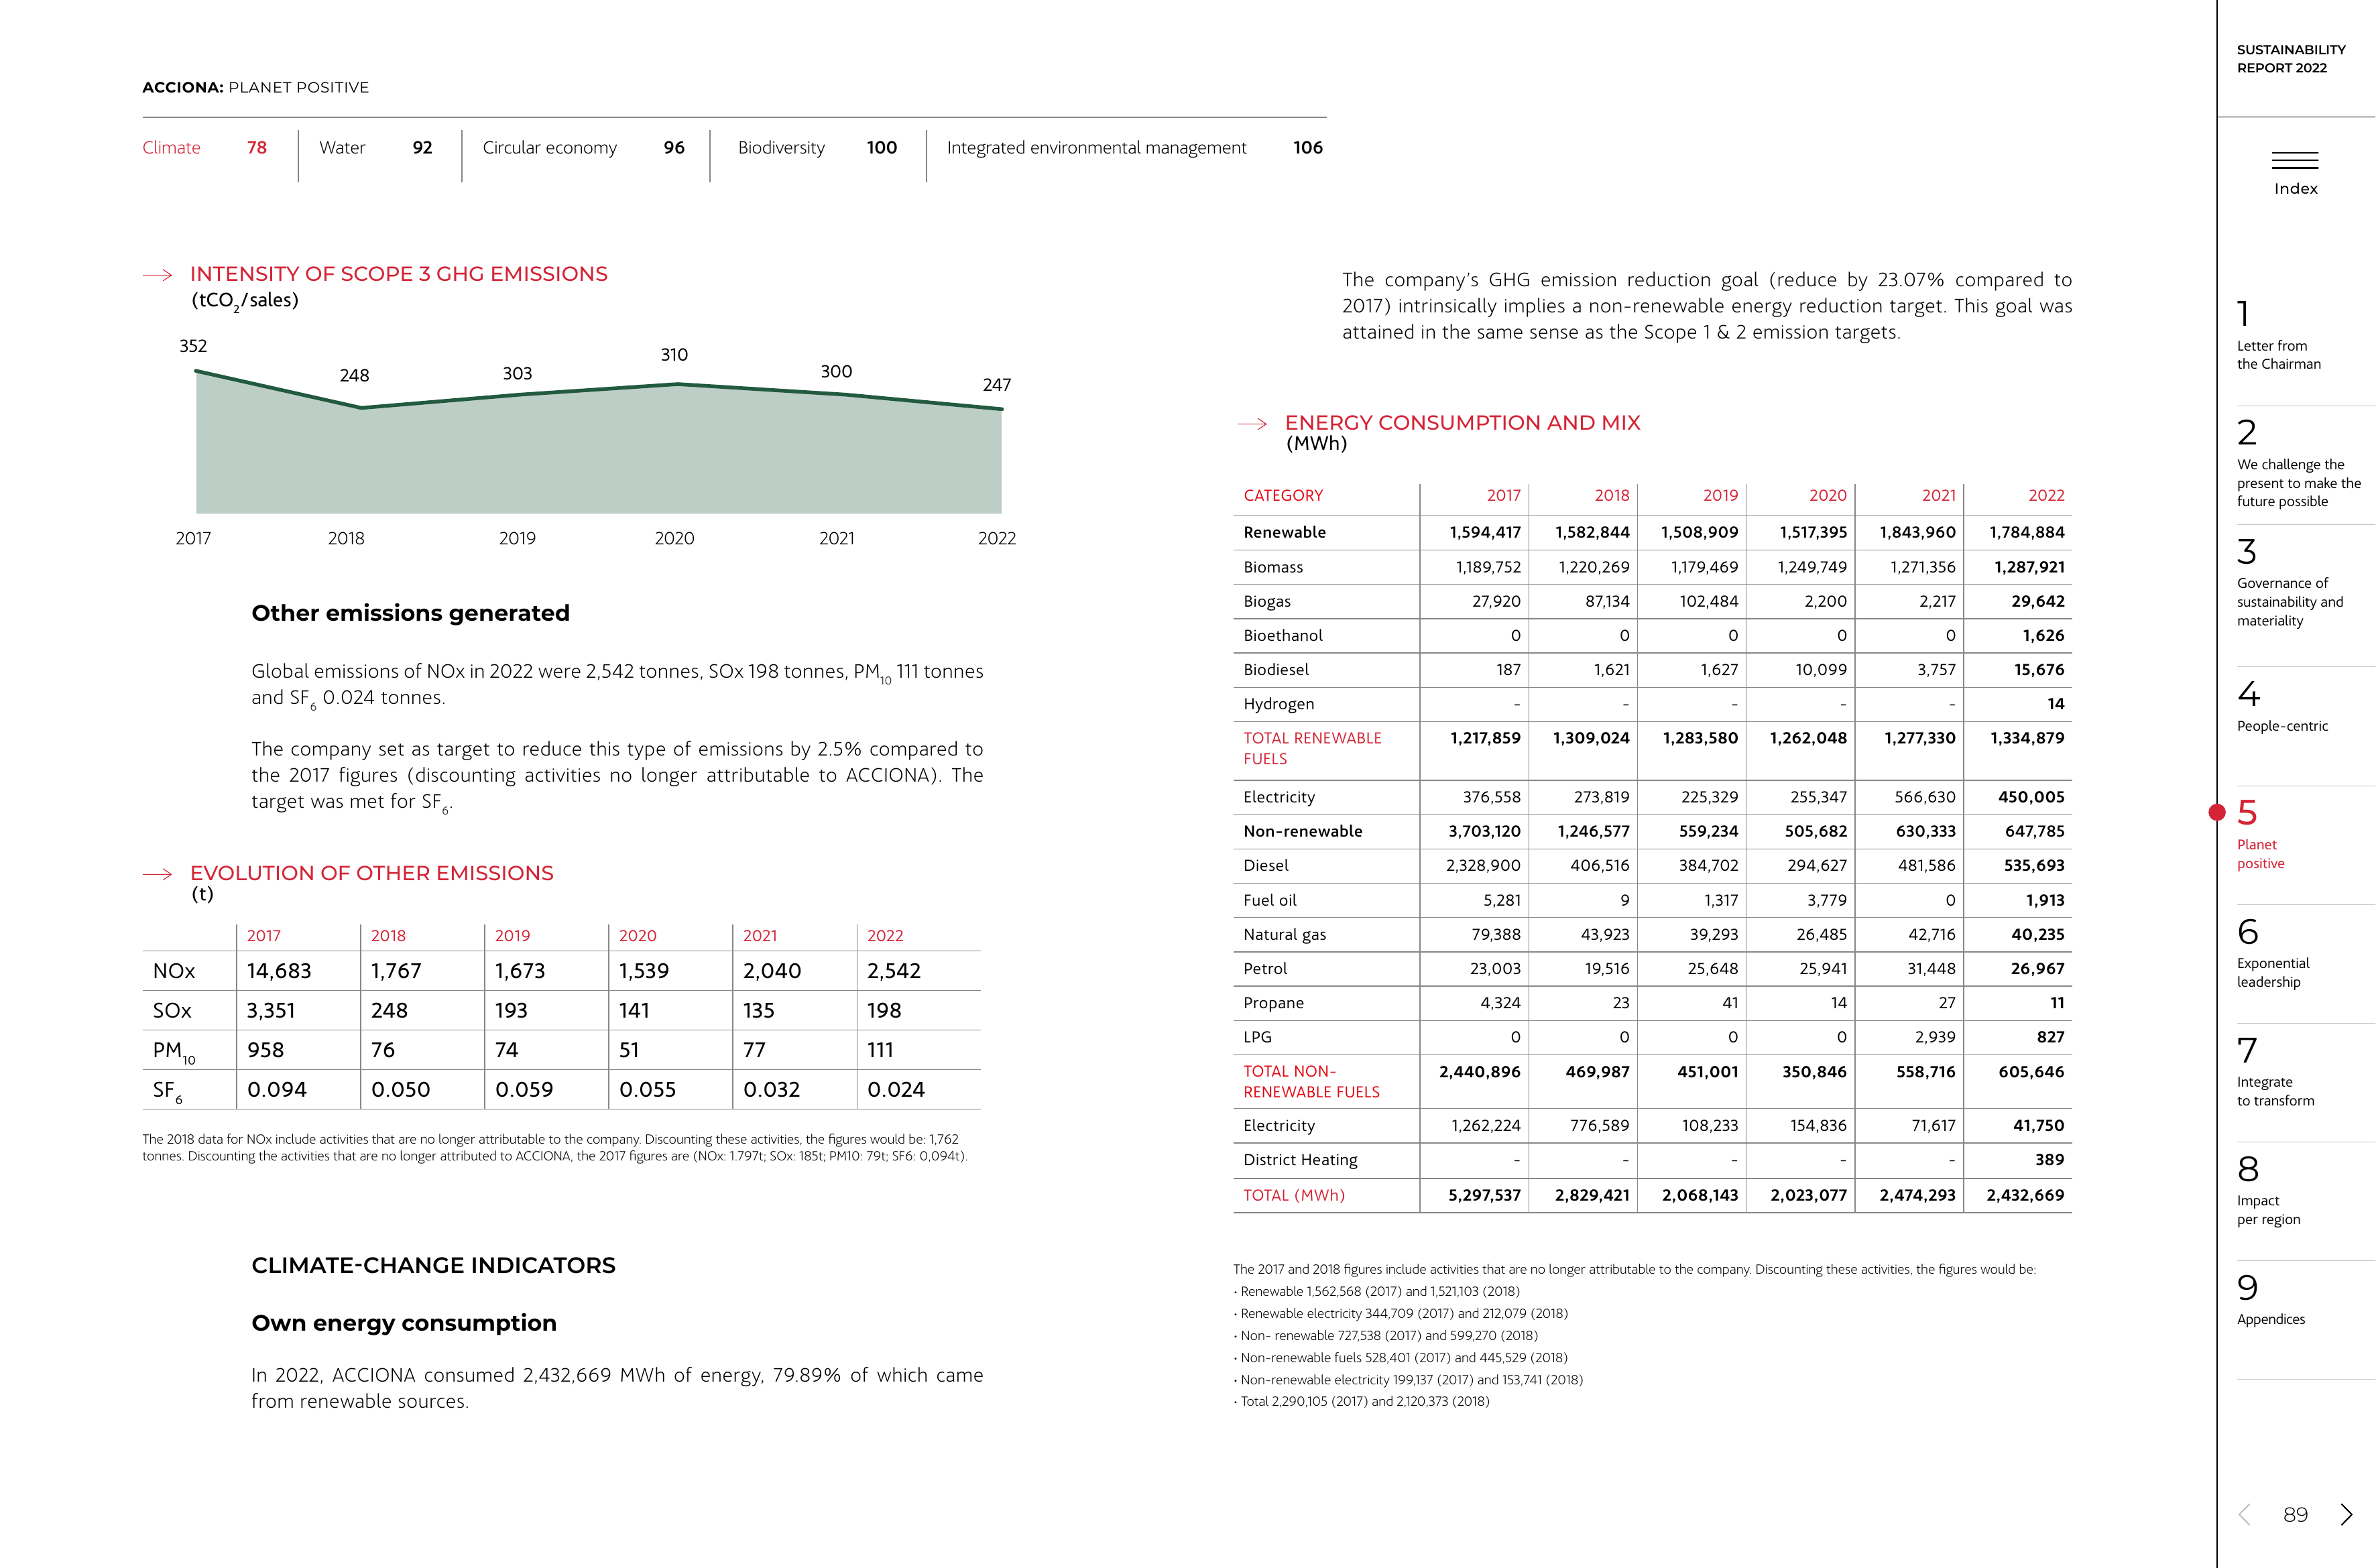 ACCIONA: PLANET POSITIVE
Climate 78 Water 92 Circular economy 96 Biodiversity 100 Integrated environmental management 106
INTENSITY OF SCOPE 3 GHG EMISSIONS
(tCO2/sales)
352 248 303 310 300 247
2017 2018 2019 2020 2021 2022
Other emissions generated
Global emissions of NOx in 2022 were 2,542 tonnes, SOx 198 tonnes, PM10 111 tonnes
and SF6 0.024 tonnes.
The company set as target to reduce this type of emissions by 2.5% compared to
the 2017 figures (discounting activities no longer attributable to ACCIONA). The
target was met for SF6.
EVOLUTION OF OTHER EMISSIONS
(t)
2017 2018 2019 2020 2021 2022
NOx 14,683 1,767 1,673 1,539 2,040 2,542
SOx 3,351 248 193 141 135 198
PM10 958 76 74 51 77 111
SF6 0.094 0.050 0.059 0.055 0.032 0.024
The 2018 data for NOx include activities that are no longer attributable to the company. Discounting these activities, the figures would be: 1,762
tonnes. Discounting the activities that are no longer attributed to ACCIONA, the 2017 figures are (NOx: 1.797t; SOx: 185t; PM10: 79t; SF6: 0,094t).
CLIMATE-CHANGE INDICATORS
Own energy consumption
In 2022, ACCIONA consumed 2,432,669 MWh of energy, 79.89% of which came
from renewable sources.
The company's GHG emission reduction goal (reduce by 23.07% compared to
2017) intrinsically implies a non-renewable energy reduction target. This goal was
attained in the same sense as the Scope 1 & 2 emission targets.
ENERGY CONSUMPTION AND MIX
(MWh)
CATEGORY 2017 2018 2019 2020 2021 2022
Renewable 1,594,417 1,582,844 1,508,909 1,517,395 1,843,960 1,784,884
Biomass 1,189,752 1,220,269 1,179,469 1,249,749 1,271,356 1,287,921
Biogas 27,920 87,134 102,484 2,200 2,217 29,642
Bioethanol 0 0 0 0 0 1,626
Biodiesel 187 1,621 1,627 10,099 3,757 15,676
Hydrogen - - - - - 14
TOTAL RENEWABLE 1,217,859 1,309,024 1,283,580 1,262,048 1,277,330 1,334,879
FUELS
Electricity 376,558 273,819 225,329 255,347 566,630 450,005
Non-renewable 3,703,120 1,246,577 559,234 505,682 630,333 647,785
Diesel 2,328,900 406,516 384,702 294,627 481,586 535,693
Fuel oil 5,281 9 1,317 3,779 0 1,913
Natural gas 79,388 43,923 39,293 26,485 42,716 40,235
Petrol 23,003 19,516 25,648 25,941 31,448 26,967
Propane 4,324 23 41 14 27 11
LPG 0 0 0 0 2,939 827
TOTAL NON- 2,440,896 469,987 451,001 350,846 558,716 605,646
RENEWABLE FUELS
Electricity 1,262,224 776,589 108,233 154,836 71,617 41,750
District Heating - - - - - 389
TOTAL (MWh) 5,297,537 2,829,421 2,068,143 2,023,077 2,474,293 2,432,669
The 2017 and 2018 figures include activities that are no longer attributable to the company. Discounting these activities, the figures would be:
• Renewable 1,562,568 (2017) and 1,521,103 (2018)
• Renewable electricity 344,709 (2017) and 212,079 (2018)
• Non- renewable 727,538 (2017) and 599,270 (2018)
• Non-renewable fuels 528,401 (2017) and 445,529 (2018)
• Non-renewable electricity 199,137 (2017) and 153,741 (2018)
• Total 2,290,105 (2017) and 2,120,373 (2018)
SUSTAINABILITY
REPORT 2022
Index
1
Letter from
the Chairman
2
We challenge the
present to make the
future possible
3
Governance of
sustainability and
materiality
4
People-centric
5
Planet
positive
6
Exponential
leadership
7
Integrate
to transform
8
Impact
per region
9
Appendices
89